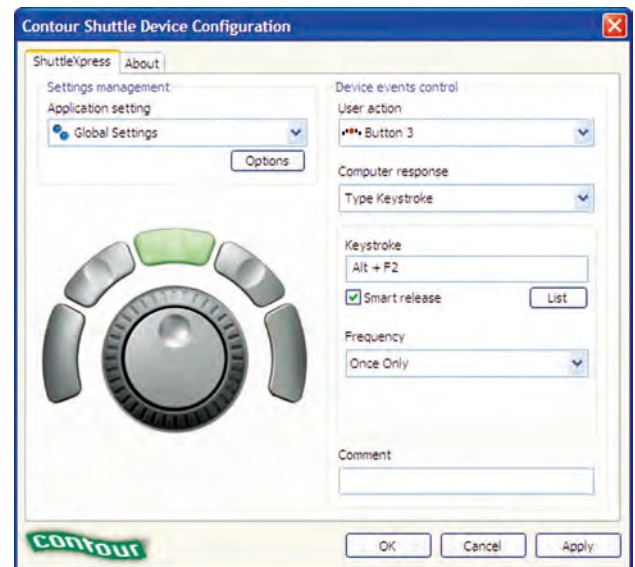 Contour Shuttle Device Configuration
ShuttleXpress
About
Settings management
Application setting
Global Settings
Options
Device events control
User action
Button 3
Computer response
Type Keystroke
Keystroke
Alt + F2
Smart release
List
Frequency
Once Only
Comment
contour
OK
Cancel
Apply